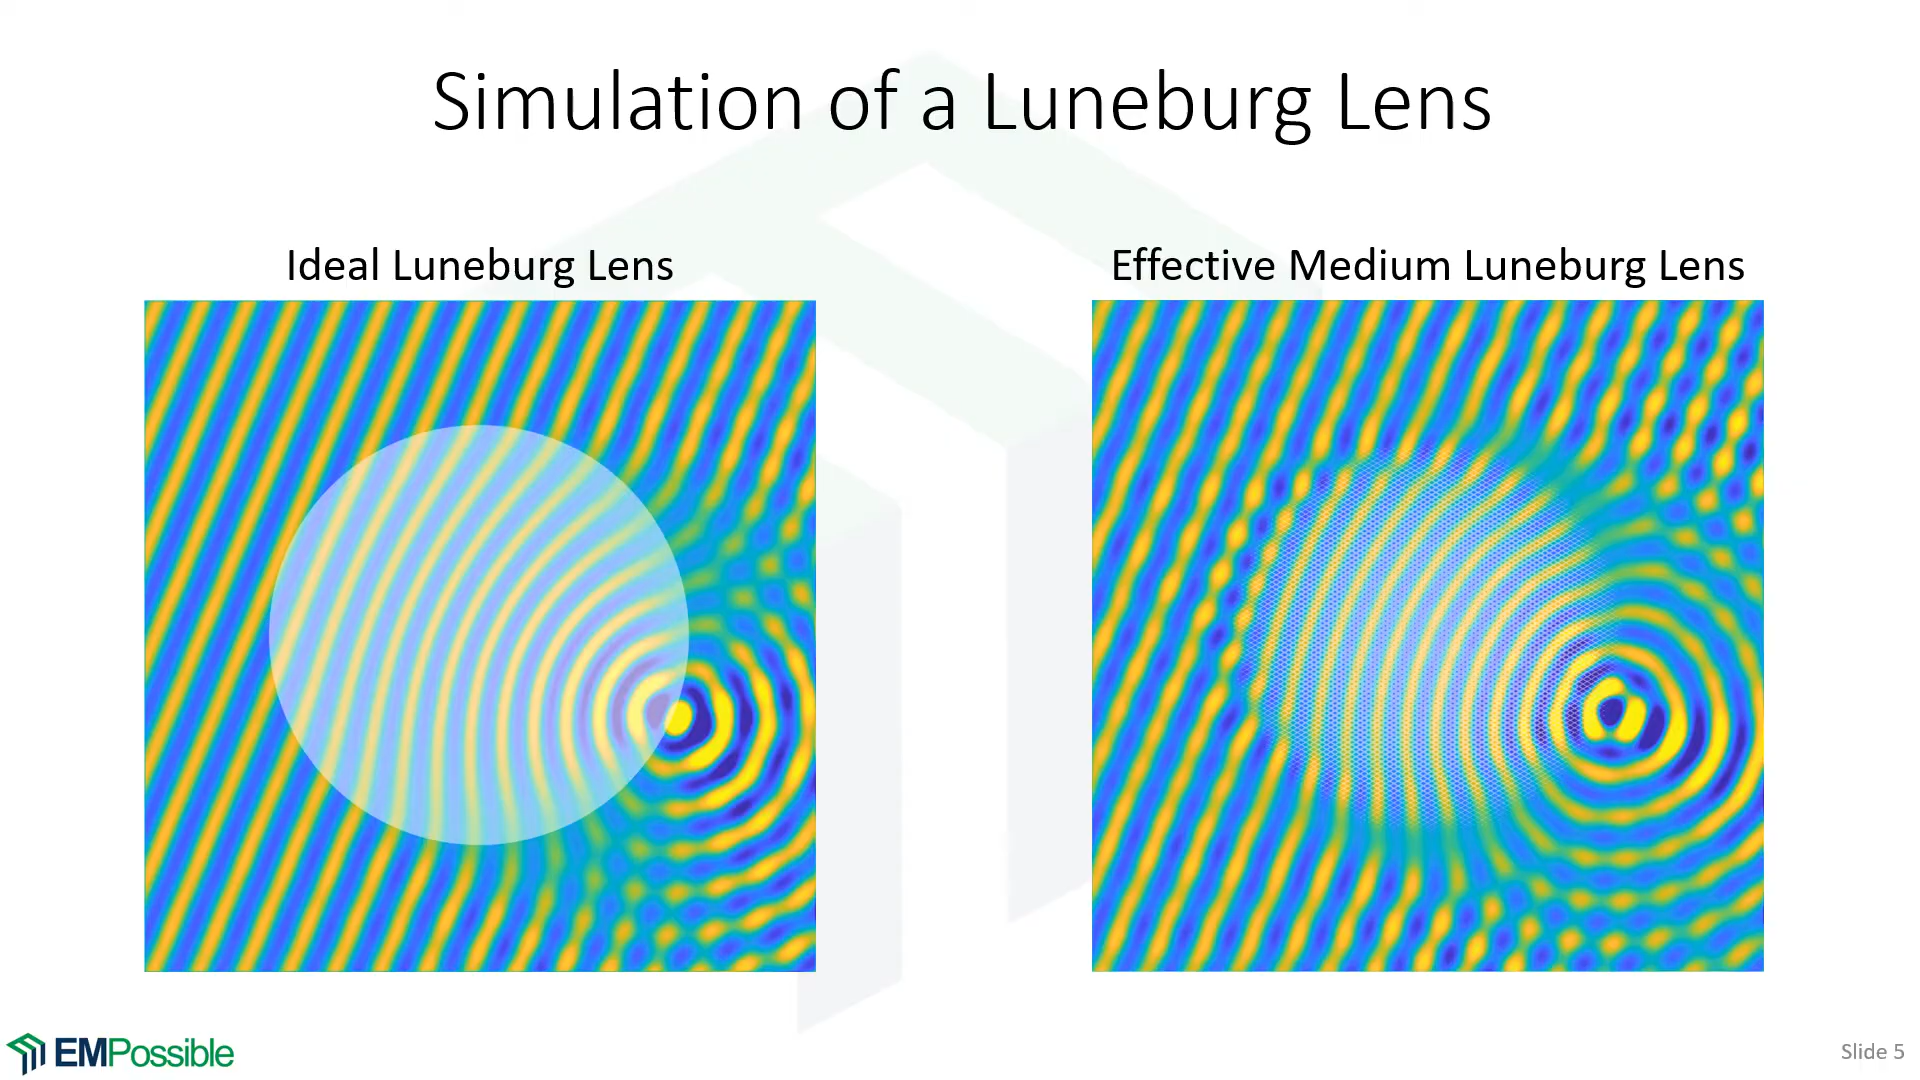 Simulation of a Luneburg Lens
Ideal Luneburg Lens
Effective Medium Luneburg Lens
EMPossible
Slide 5